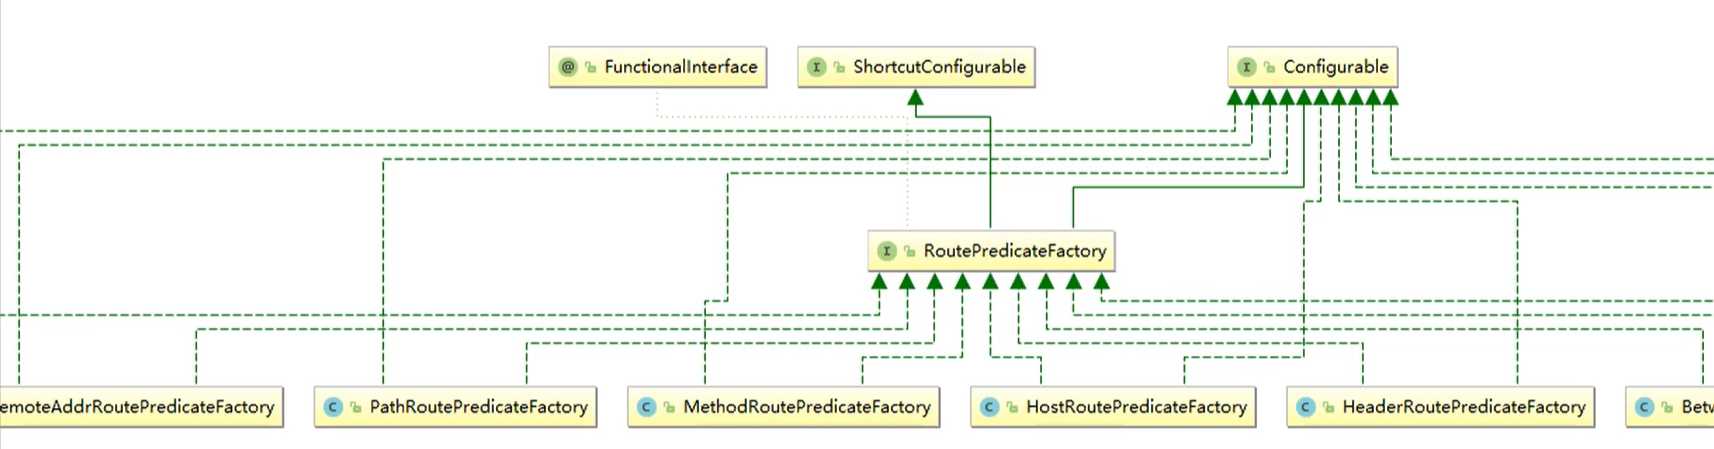 @ FunctionalInterface
I ShortcutConfigurable
I Configurable
I RoutePredicateFactory
emoteAddrRoutePredicateFactory
C PathRoutePredicateFactory
C MethodRoutePredicateFactory
C HostRoutePredicateFactory
C HeaderRoutePredicateFactory
C Betw